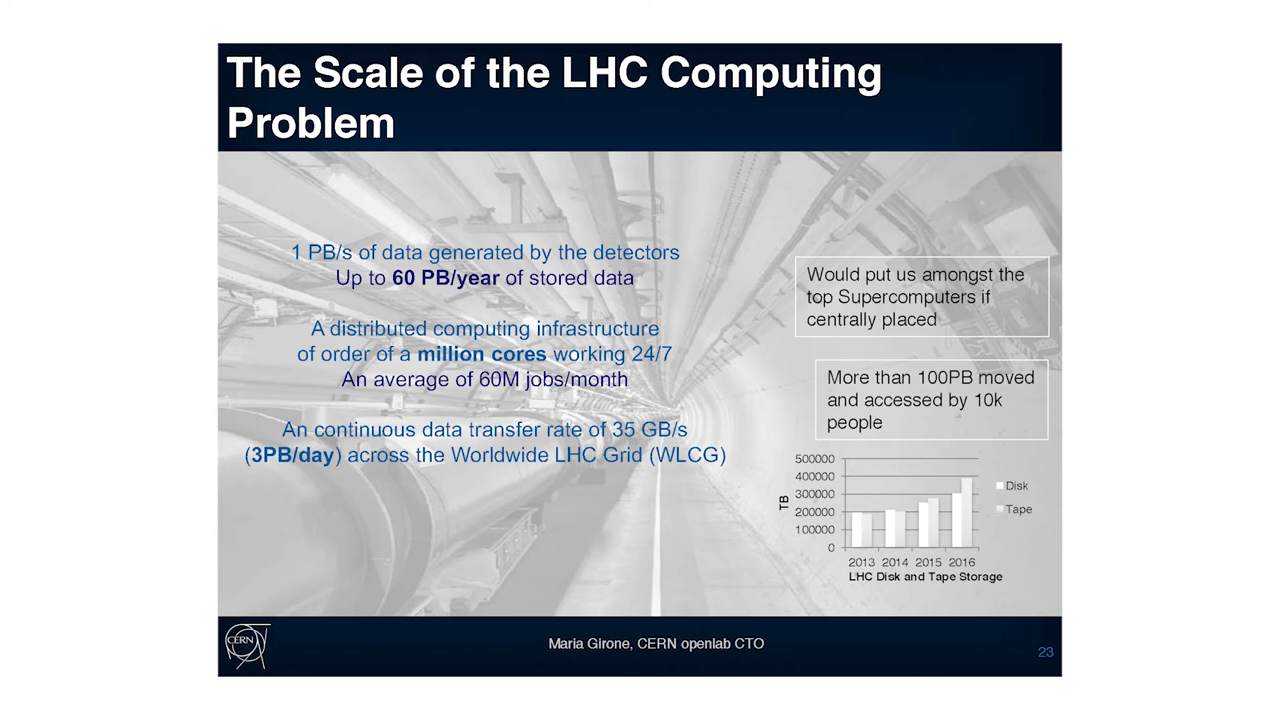 The Scale of the LHC Computing
Problem
1 PB/s of data generated by the detectors
Up to 60 PB/year of stored data
A distributed computing infrastructure
of order of a million cores working 24/7
An average of 60M jobs/month
An continuous data transfer rate of 35 GB/s
(3PB/day) across the Worldwide LHC Grid (WLCG)
Would put us amongst the
top Supercomputers if
centrally placed
More than 100PB moved
and accessed by 10k
people
500000
400000
300000
200000
100000
0
TB
2013 2014 2015 2016
LHC Disk and Tape Storage
Disk
Tape
CERN
Maria Girone, CERN openlab CTO
23